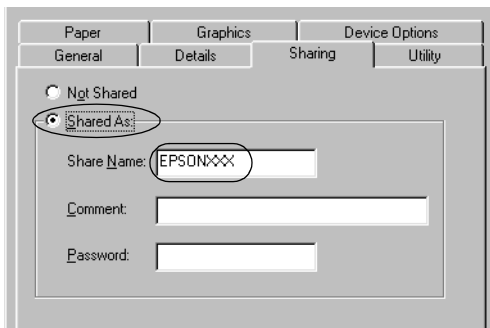 Paper Graphics Device Options
General Details Sharing Utility
Not Shared
Shared As:
Share Name: EPSONXXX
Comment:
Password: